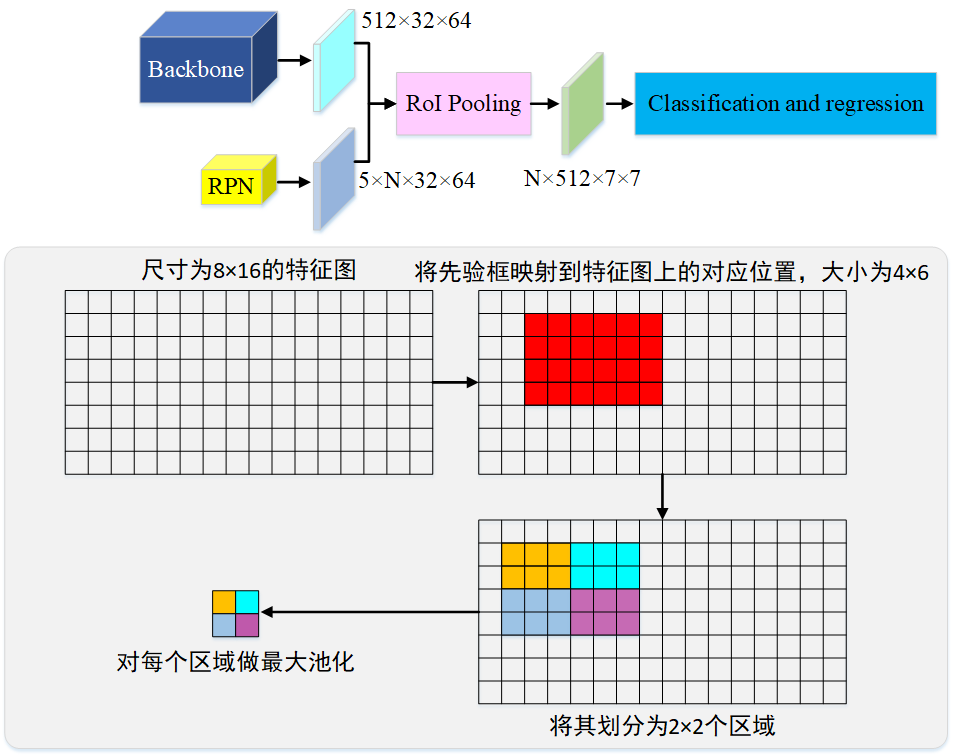 512×32×64
Backbone
RoI Pooling
Classification and regression
RPN
5×N×32×64
N×512×7×7
尺寸为8×16的特征图
将先验框映射到特征图上的对应位置，大小为4×6
对每个区域做最大池化
将其划分为2×2个区域